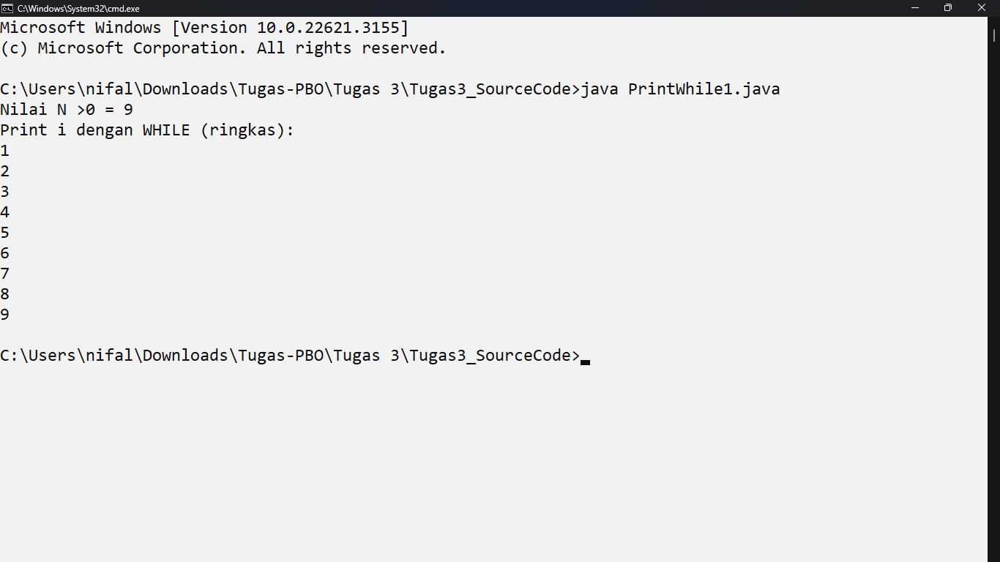 C:\Windows\System32\cmd.exe
Microsoft Windows [Version 10.0.22621.3155]
(c) Microsoft Corporation. All rights reserved.
C:\Users\nifal\Downloads\Tugas-PBO\Tugas 3\Tugas3_SourceCode>java PrintWhile1.java
Nilai N >0 = 9
Print i dengan WHILE (ringkas):
1
2
3
4
5
6
7
8
9
C:\Users\nifal\Downloads\Tugas-PBO\Tugas 3\Tugas3_SourceCode>